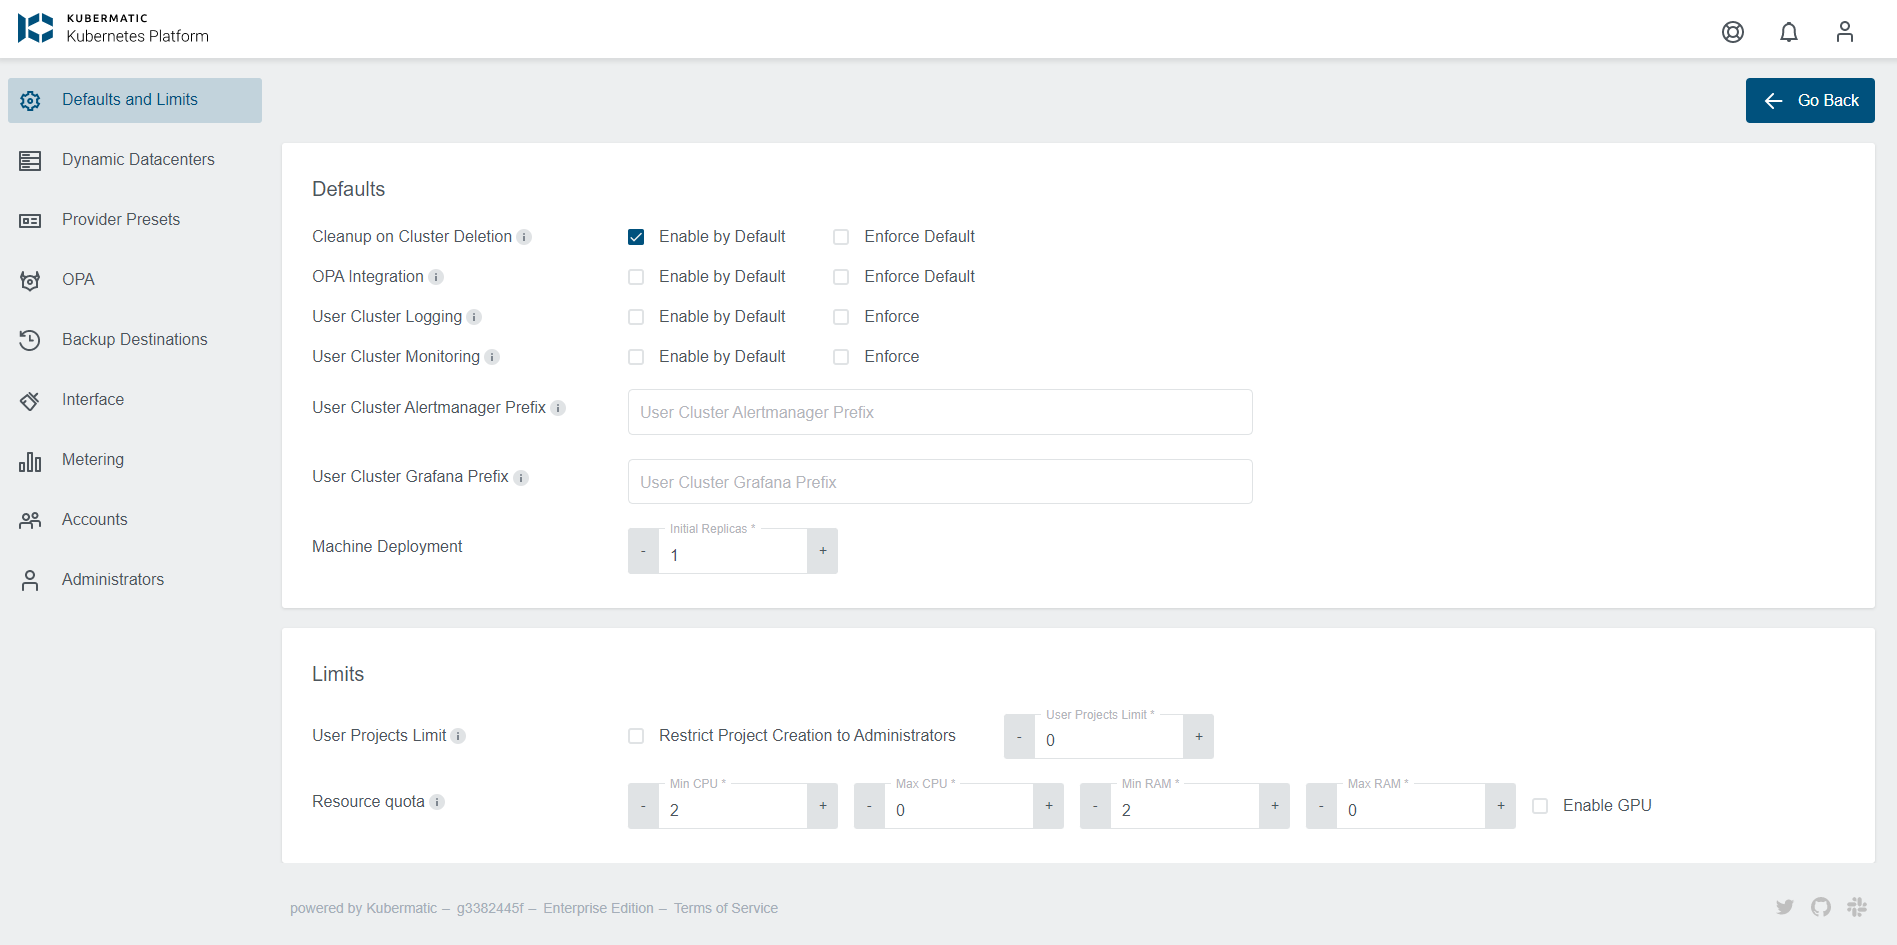 KUBERMATIC
Kubernetes Platform
Defaults and Limits
Dynamic Datacenters
Provider Presets
OPA
Backup Destinations
Interface
Metering
Accounts
Administrators
Go Back
Defaults
Cleanup on Cluster Deletion i Enable by Default Enforce Default
OPA Integration i Enable by Default Enforce Default
User Cluster Logging i Enable by Default Enforce
User Cluster Monitoring i Enable by Default Enforce
User Cluster Alertmanager Prefix i User Cluster Alertmanager Prefix
User Cluster Grafana Prefix i User Cluster Grafana Prefix
Initial Replicas *
Machine Deployment - 1 +
Limits
User Projects Limit *
User Projects Limit i Restrict Project Creation to Administrators - 0 +
Min CPU * Max CPU * Min RAM * Max RAM *
Resource quota i - 2 + - 0 + - 2 + - 0 + Enable GPU
powered by Kubermatic – g3382445f – Enterprise Edition – Terms of Service